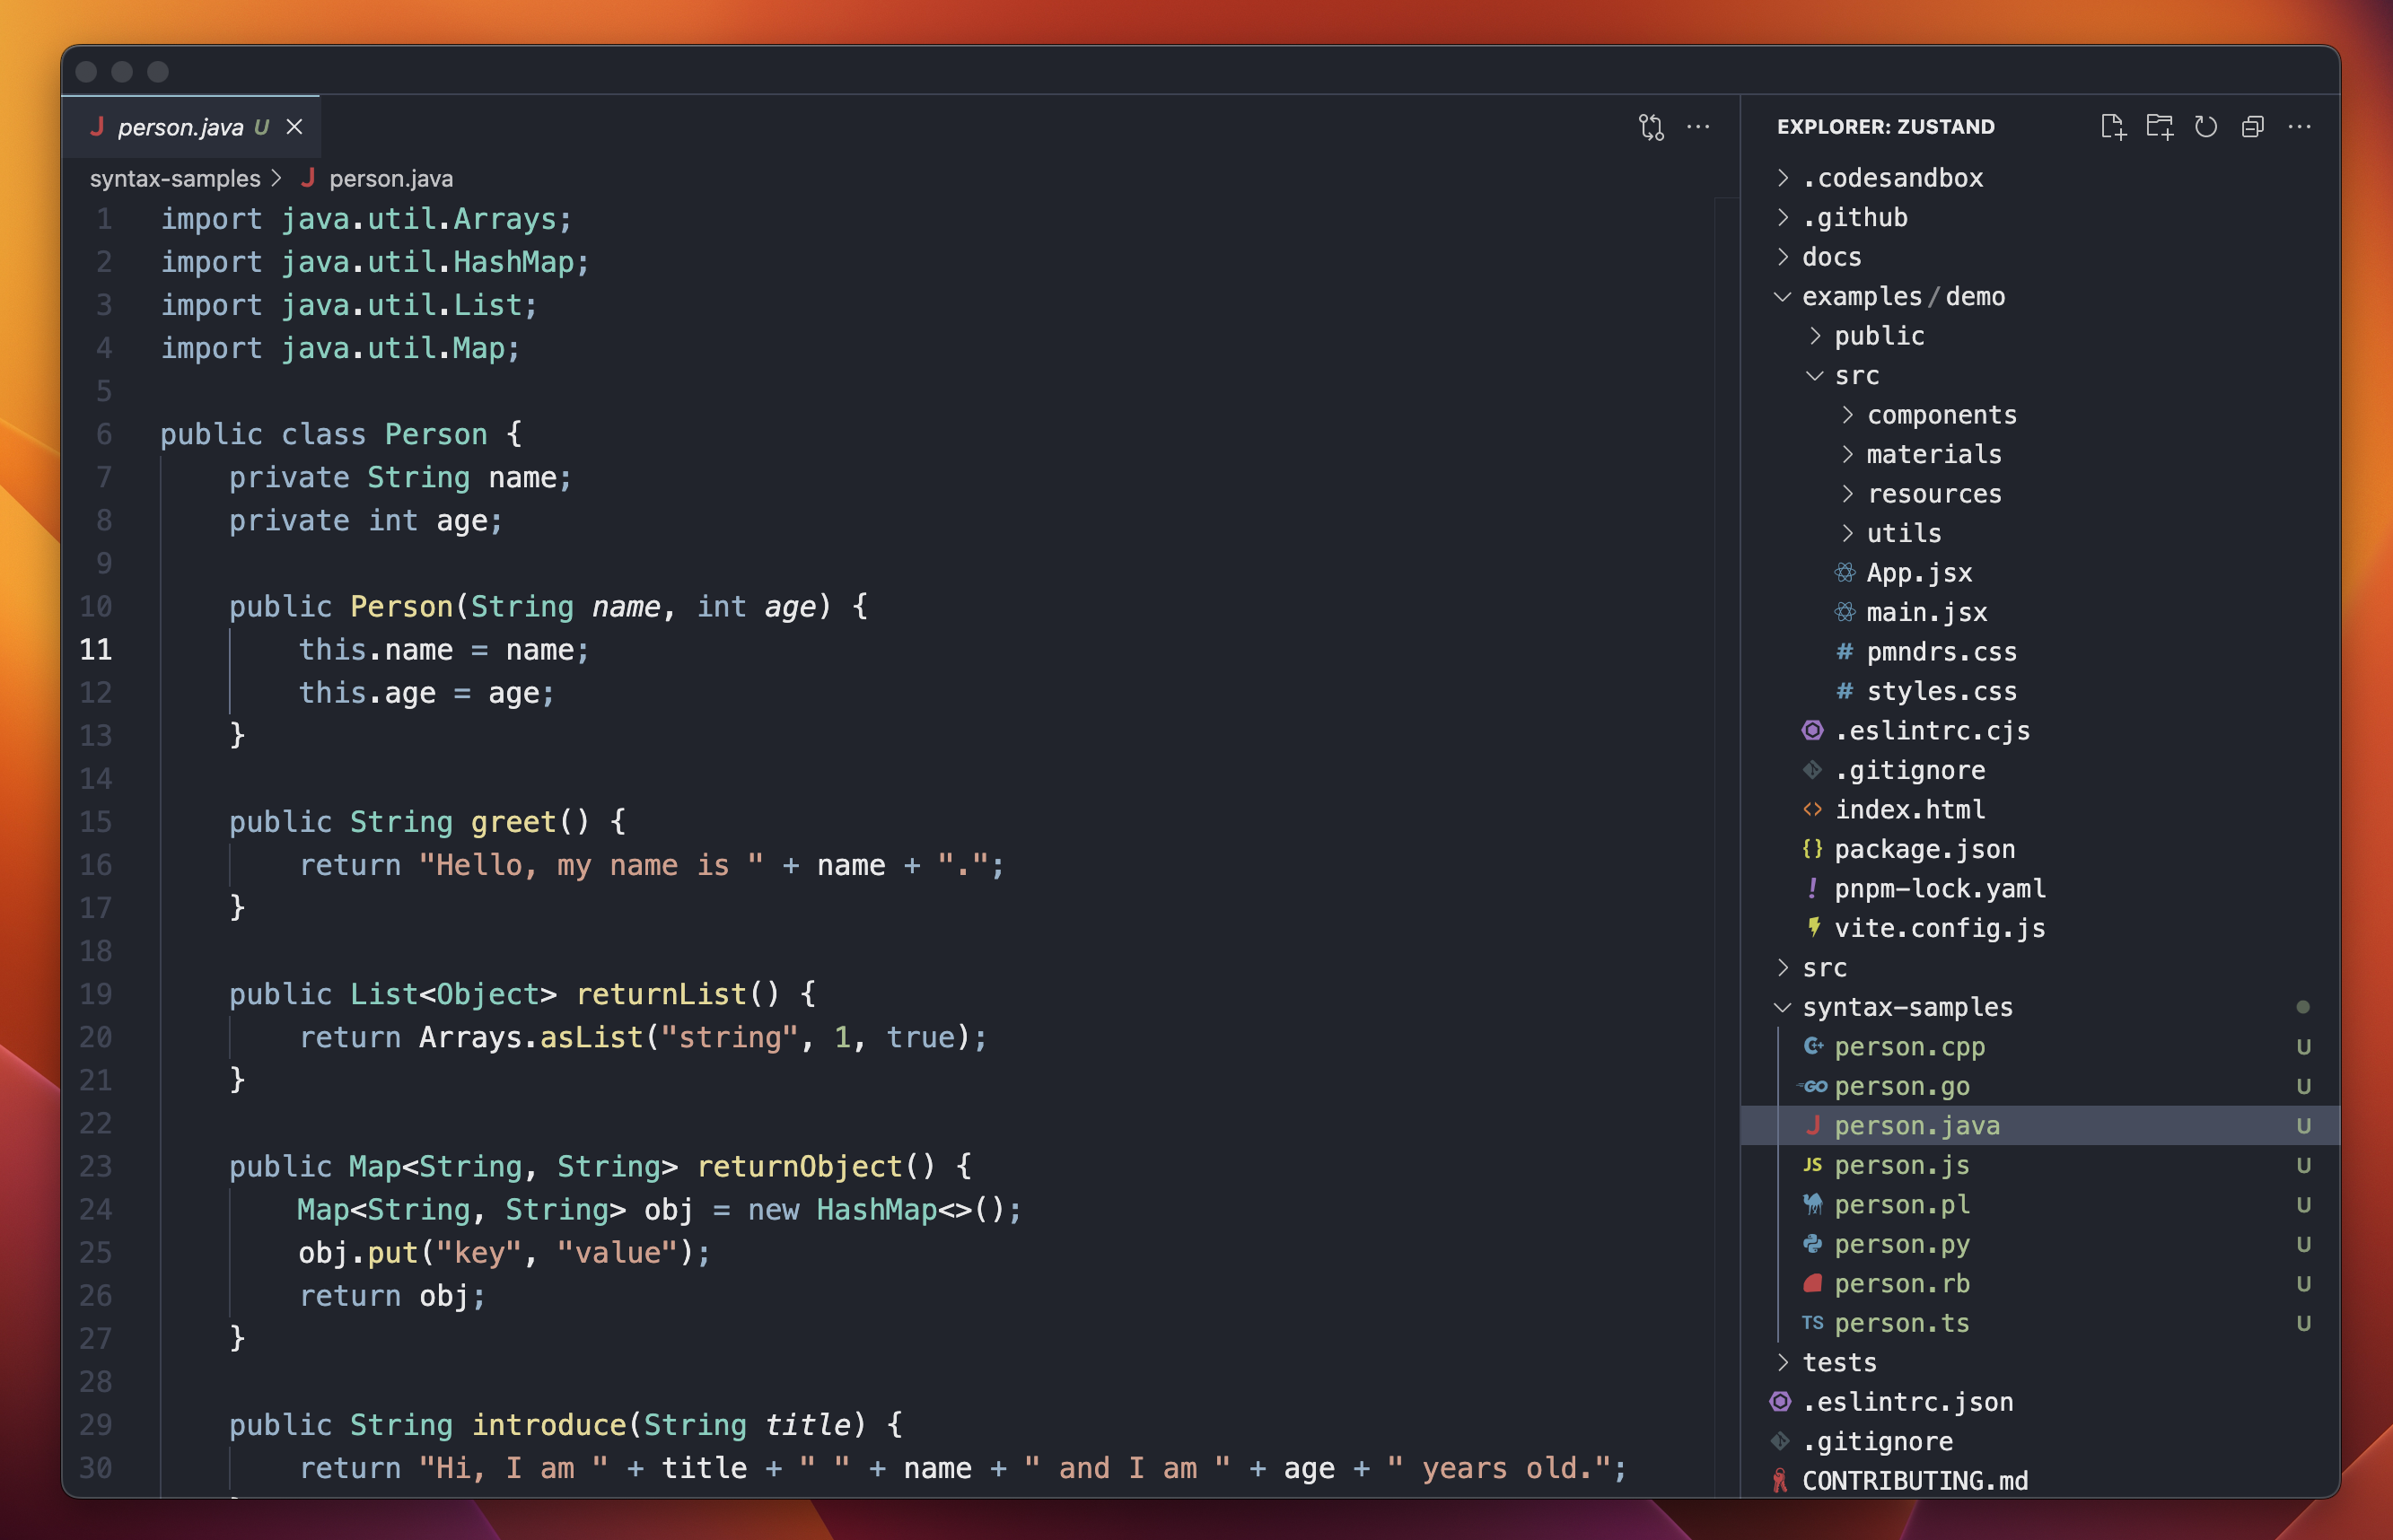 person.java U
syntax-samples > person.java
1 import java.util.Arrays;
2 import java.util.HashMap;
3 import java.util.List;
4 import java.util.Map;
5
6 public class Person {
7     private String name;
8     private int age;
9
10     public Person(String name, int age) {
11         this.name = name;
12         this.age = age;
13     }
14
15     public String greet() {
16         return "Hello, my name is " + name + ".";
17     }
18
19     public List<Object> returnList() {
20         return Arrays.asList("string", 1, true);
21     }
22
23     public Map<String, String> returnObject() {
24         Map<String, String> obj = new HashMap<>();
25         obj.put("key", "value");
26         return obj;
27     }
28
29     public String introduce(String title) {
30         return "Hi, I am " + title + " " + name + " and I am " + age + " years old.";
EXPLORER: ZUSTAND
.codesandbox
.github
docs
examples/demo
public
src
components
materials
resources
utils
App.jsx
main.jsx
# pmndrs.css
# styles.css
.eslintrc.cjs
.gitignore
<> index.html
{} package.json
! pnpm-lock.yaml
vite.config.js
src
syntax-samples
C++ person.cpp U
GO person.go U
J person.java U
JS person.js U
person.pl U
person.py U
person.rb U
TS person.ts U
tests
.eslintrc.json
.gitignore
CONTRIBUTING.md